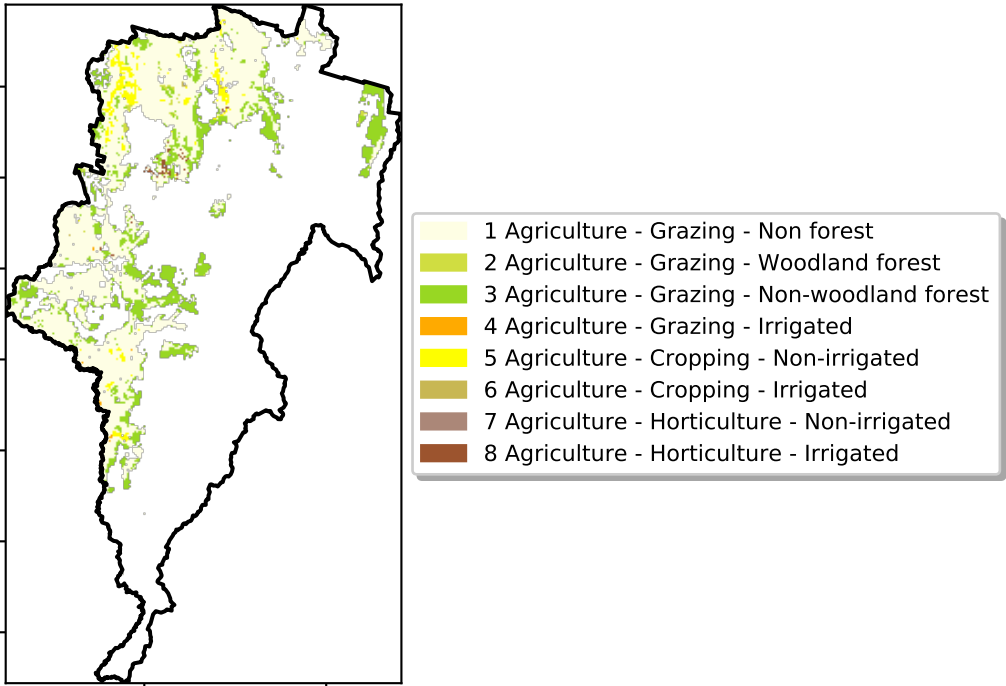 1 Agriculture - Grazing - Non forest
2 Agriculture - Grazing - Woodland forest
3 Agriculture - Grazing - Non-woodland forest
4 Agriculture - Grazing - Irrigated
5 Agriculture - Cropping - Non-irrigated
6 Agriculture - Cropping - Irrigated
7 Agriculture - Horticulture - Non-irrigated
8 Agriculture - Horticulture - Irrigated